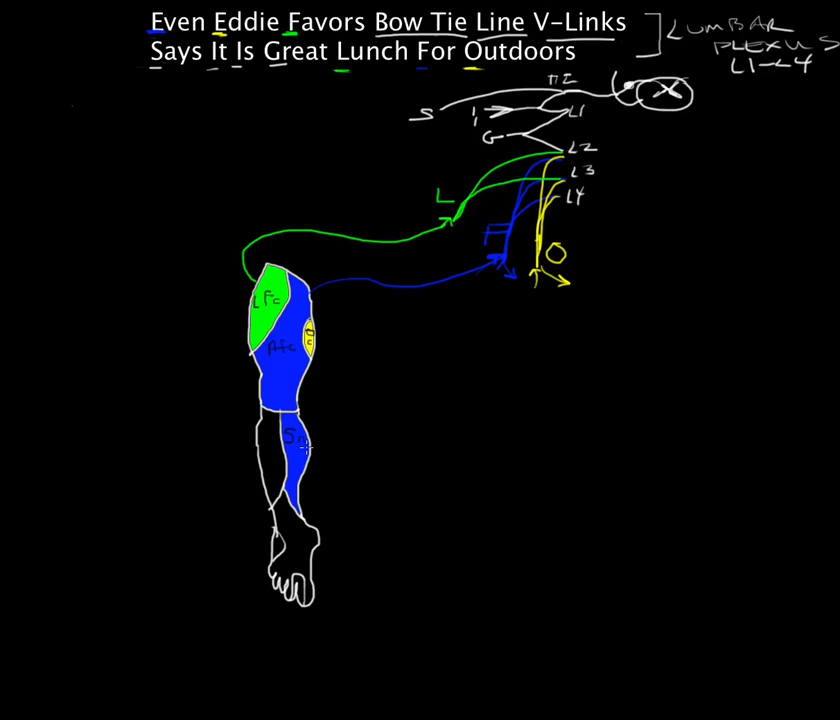 Even Eddie Favors Bow Tie Line V-Links
Says It Is Great Lunch For Outdoors
LUMBAR
PLEXUS
L1-L4
S
I
G
L1
L2
L3
L4
L
F
O
LFc
Afc
Oc
Sn